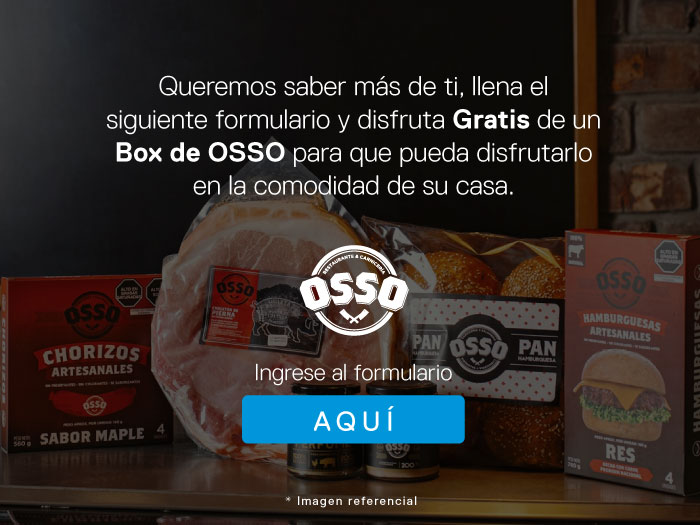 Queremos saber más de ti, llena el
siguiente formulario y disfruta Gratis de un
Box de OSSO para que pueda disfrutarlo
en la comodidad de su casa.
RESTAURANTE & CARNICERÍA
OSSO
Ingrese al formulario
AQUÍ
OSSO
CHORIZOS
ARTESANALES
OSSO
SABOR MAPLE
4
OSSO
PIERNA
PAN
OSSO
PAN
HAMBURGUESA
OSSO
HAMBURGUESAS
ARTESANALES
RES
4
OSSO
* Imagen referencial